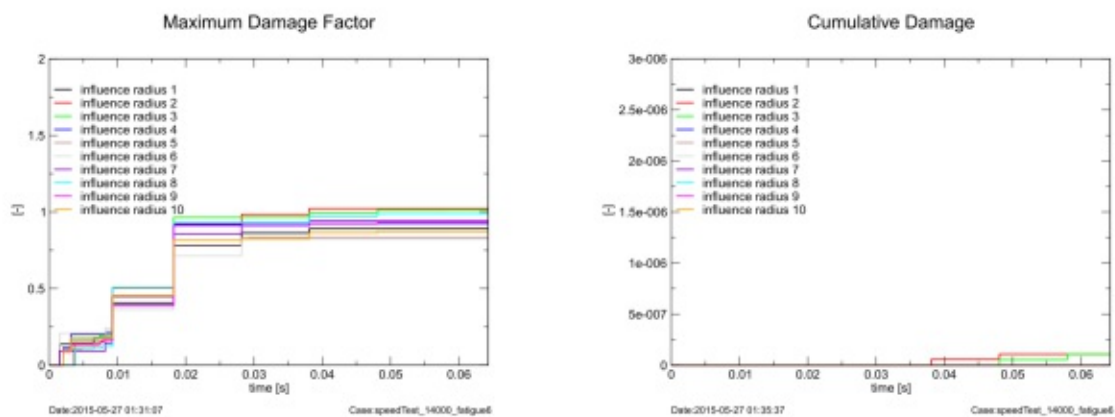 Maximum Damage Factor
2
1.5
1
0.5
0
[-]
influence radius 1
influence radius 2
influence radius 3
influence radius 4
influence radius 5
influence radius 6
influence radius 7
influence radius 8
influence radius 9
influence radius 10
0 0.01 0.02 0.03 0.04 0.05 0.06
time [s]
Date:2015-05-27 01:31:07 Case:speedTest_14000_fatigue6
Cumulative Damage
3e-006
2.5e-006
2e-006
1.5e-006
1e-006
5e-007
0
[-]
influence radius 1
influence radius 2
influence radius 3
influence radius 4
influence radius 5
influence radius 6
influence radius 7
influence radius 8
influence radius 9
influence radius 10
0 0.01 0.02 0.03 0.04 0.05 0.06
time [s]
Date:2015-05-27 01:35:37 Case:speedTest_14000_fatigue6